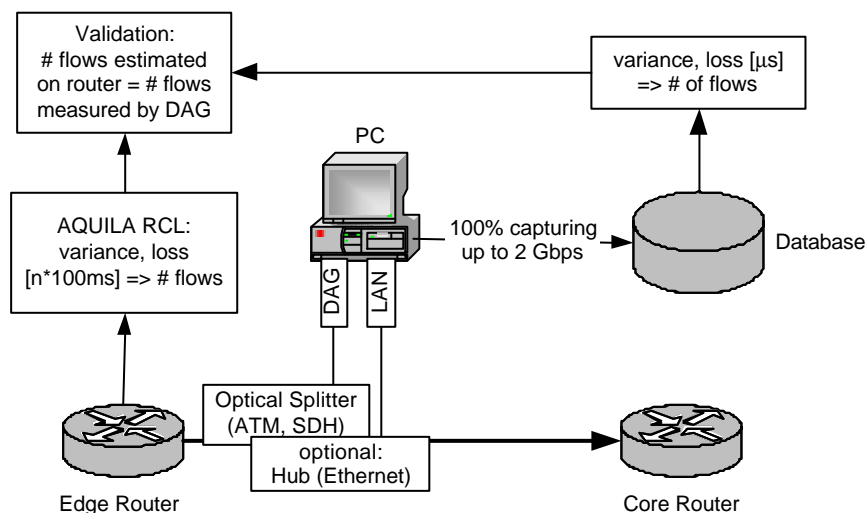 Validation:
# flows estimated
on router = # flows
measured by DAG
variance, loss [µs]
=> # of flows
PC
AQUILA RCL:
variance, loss
[n*100ms] => # flows
100% capturing
up to 2 Gbps
Database
DAG
LAN
Optical Splitter
(ATM, SDH)
optional:
Hub (Ethernet)
Edge Router
Core Router